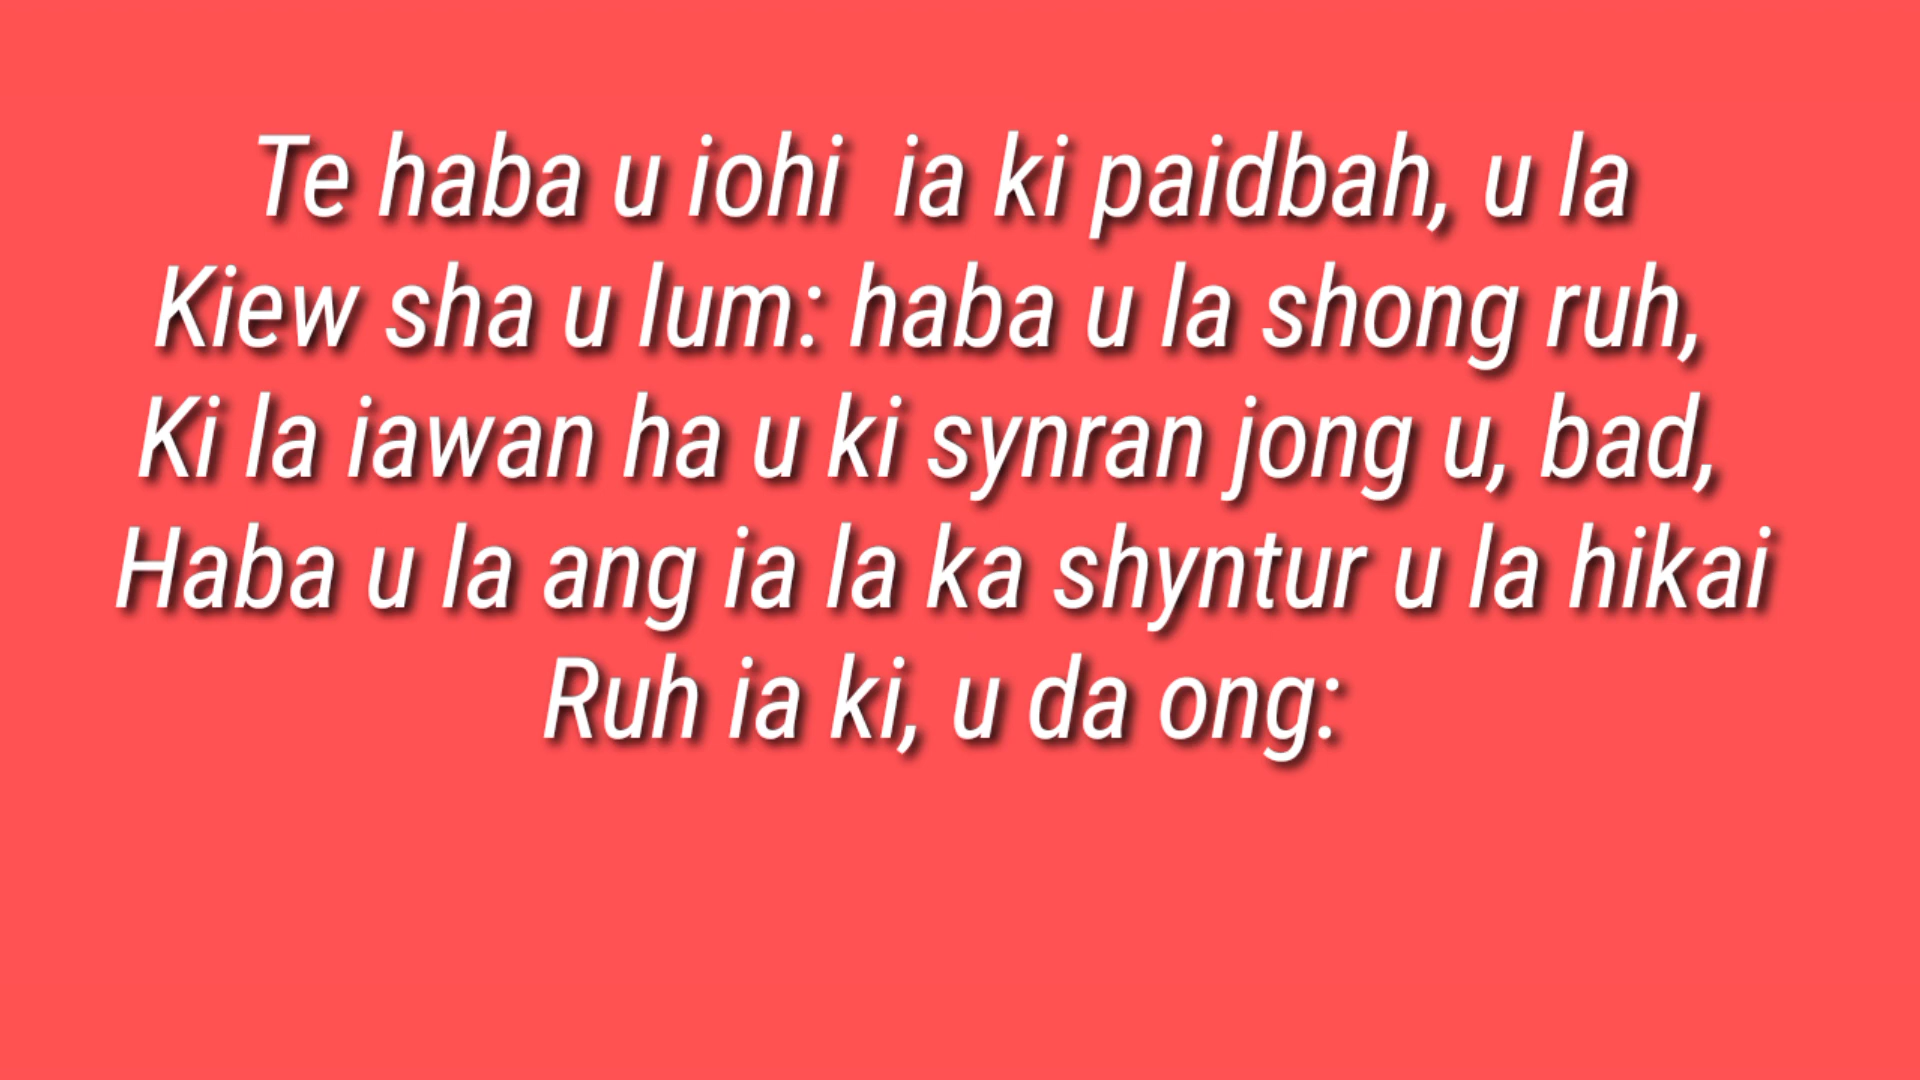 Te haba u iohi  ia ki paidbah, u la
Kiew sha u lum: haba u la shong ruh,
Ki la iawan ha u ki synran jong u, bad,
Haba u la ang ia la ka shyntur u la hikai
Ruh ia ki, u da ong: